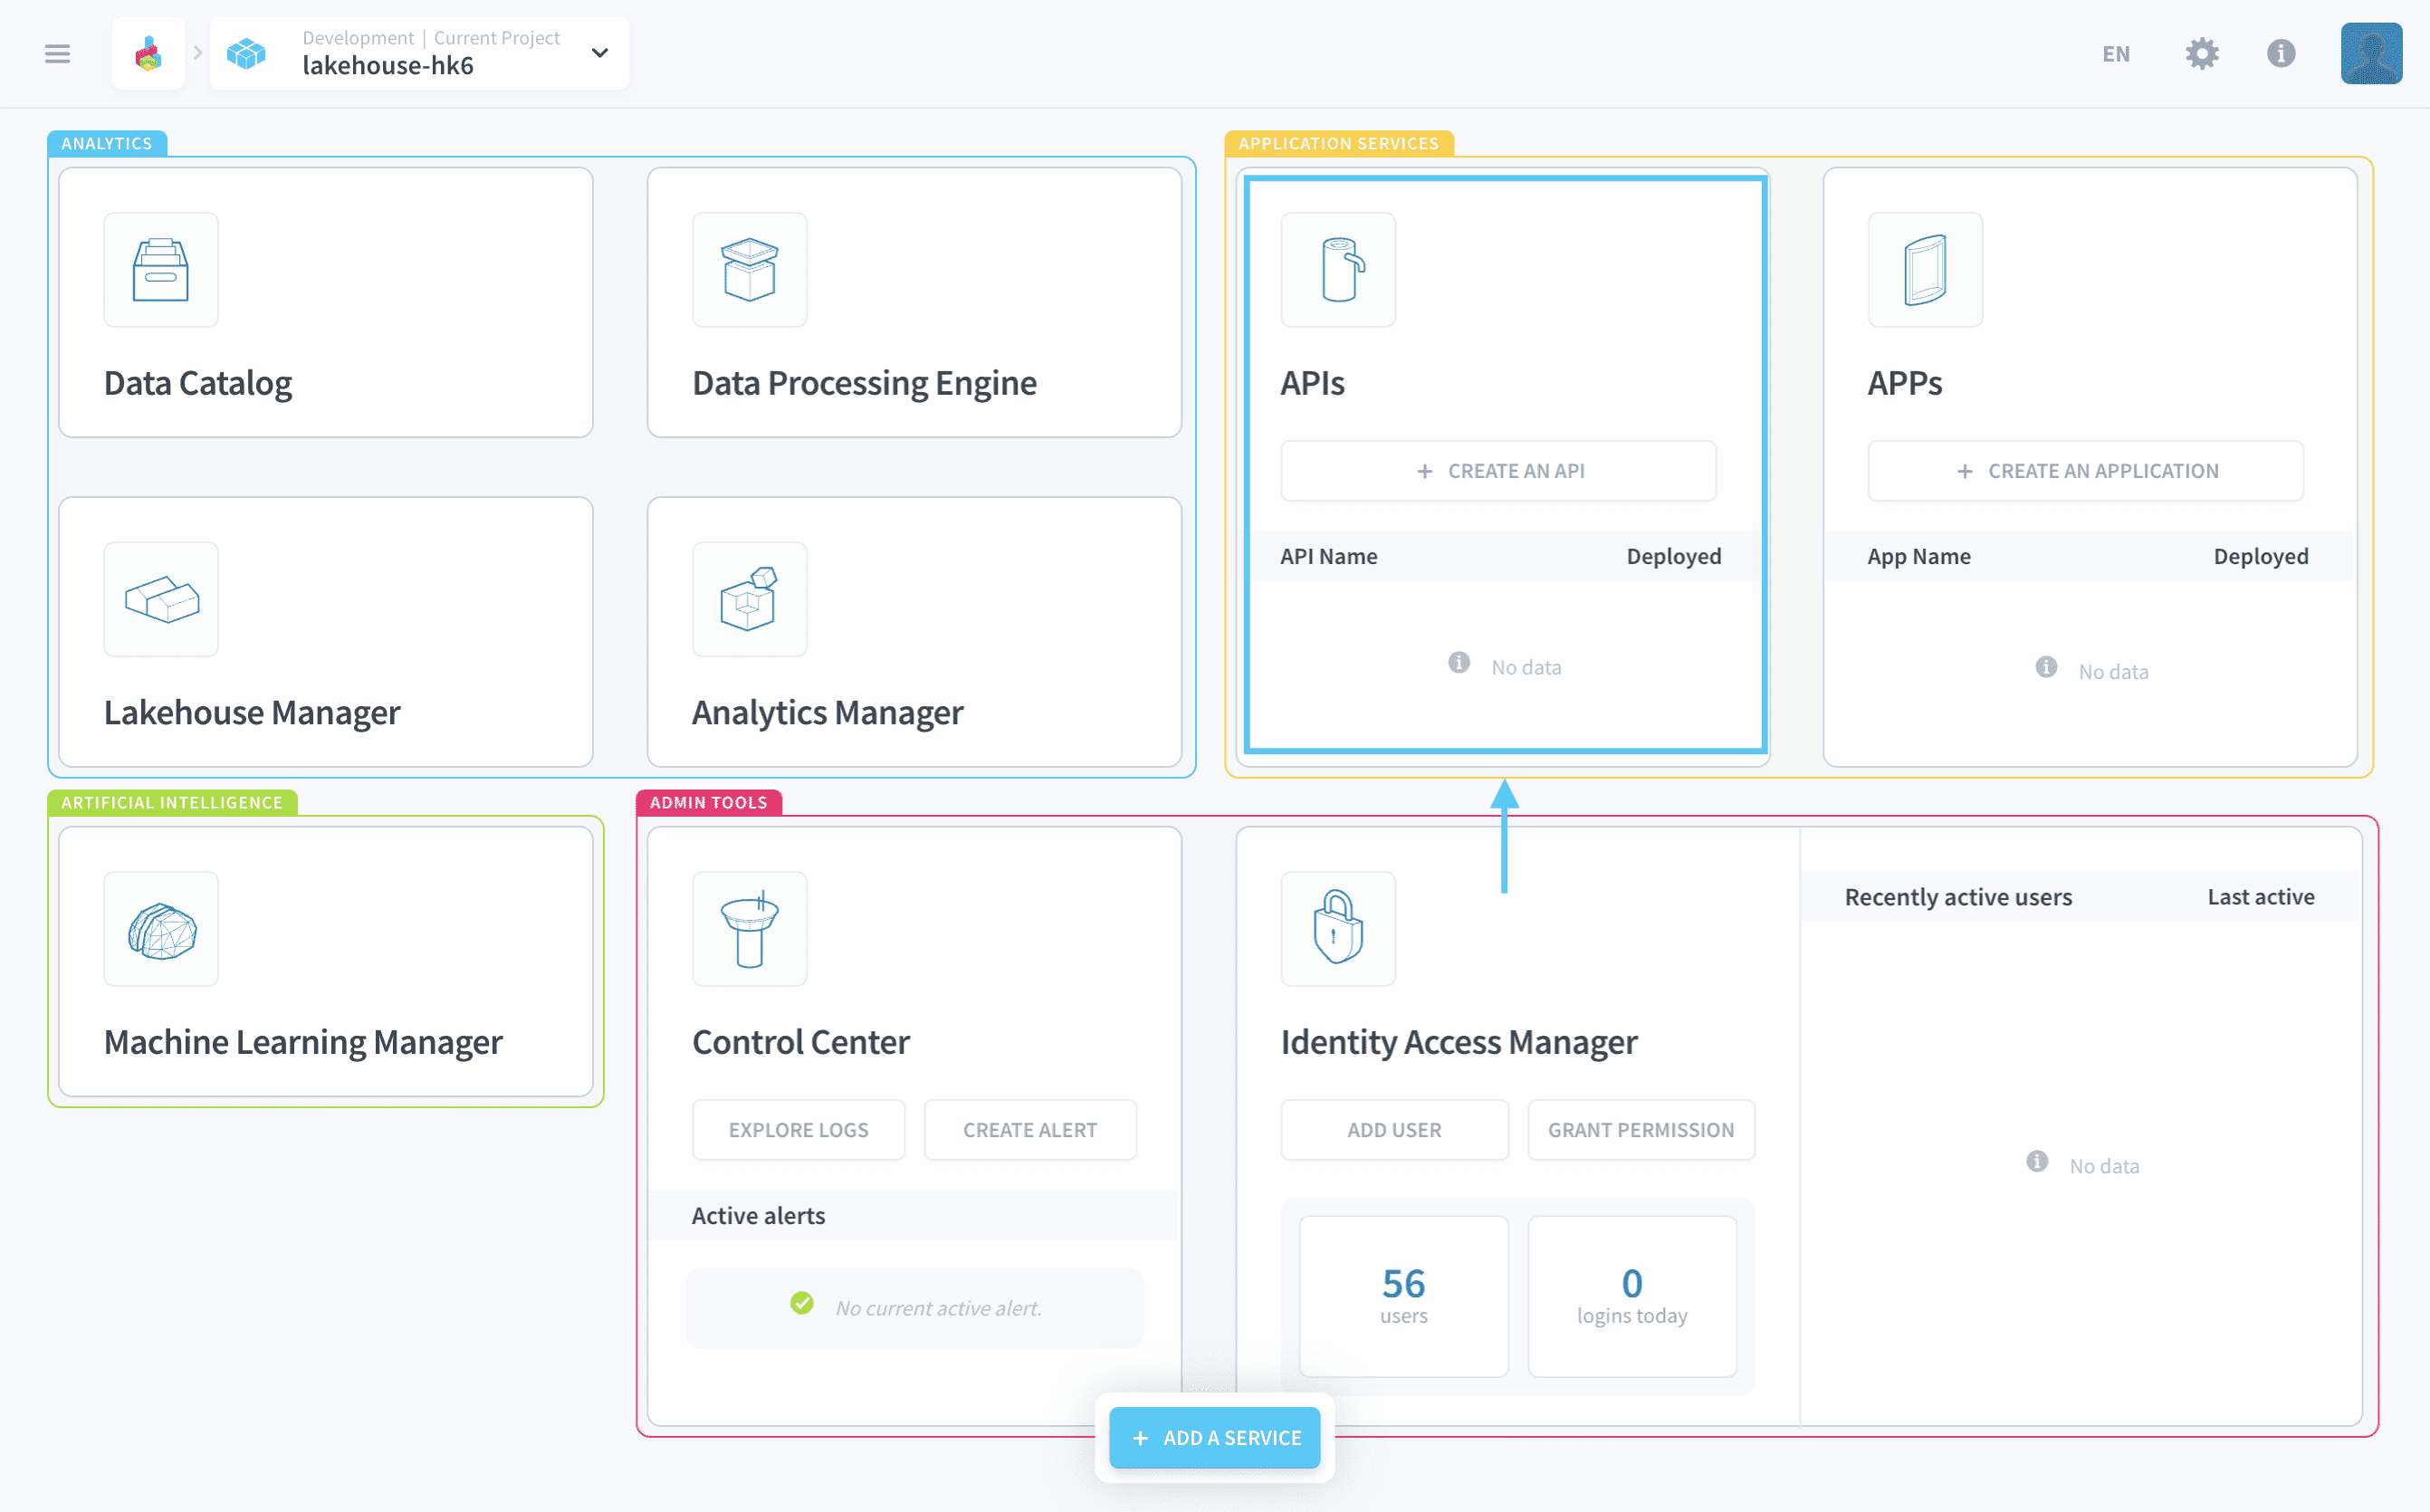 Development | Current Project
lakehouse-hk6
EN
ANALYTICS
Data Catalog
Data Processing Engine
Lakehouse Manager
Analytics Manager
APPLICATION SERVICES
APIs
+ CREATE AN API
API Name Deployed
No data
APPs
+ CREATE AN APPLICATION
App Name Deployed
No data
ARTIFICIAL INTELLIGENCE
Machine Learning Manager
ADMIN TOOLS
Control Center
EXPLORE LOGS CREATE ALERT
Active alerts
No current active alert.
Identity Access Manager
ADD USER GRANT PERMISSION
56
users
0
logins today
Recently active users Last active
No data
+ ADD A SERVICE